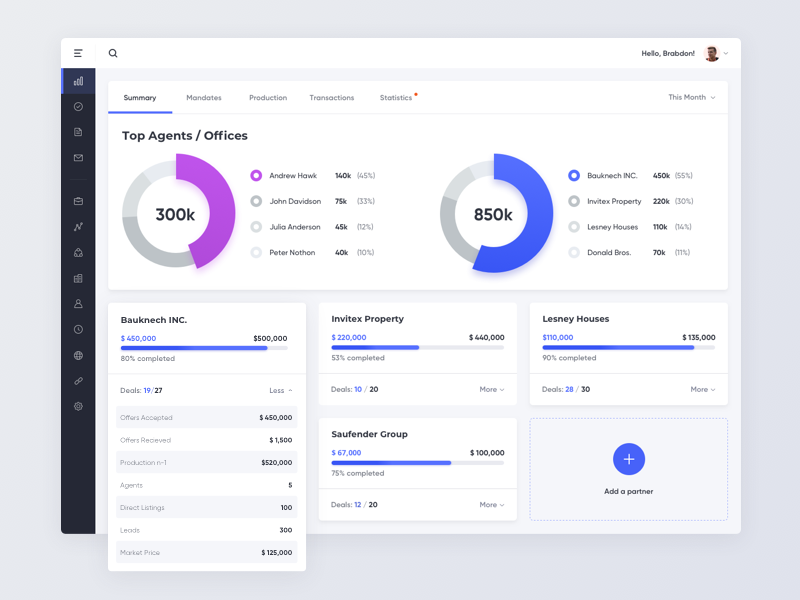 Hello, Brabdon!
Summary
Mandates
Production
Transactions
Statistics
This Month
Top Agents / Offices
300k
Andrew Hawk 140k (45%)
John Davidson 75k (33%)
Julia Anderson 45k (12%)
Peter Nothon 40k (10%)
850k
Bauknech INC. 450k (55%)
Invitex Property 220k (30%)
Lesney Houses 110k (14%)
Donald Bros. 70k (11%)
Bauknech INC.
$ 450,000 $500,000
80% completed
Deals: 19/27 Less
Offers Accepted $ 450,000
Offers Recieved $ 1,500
Production n-1 $520,000
Agents 5
Direct Listings 100
Leads 300
Market Price $ 125,000
Invitex Property
$ 220,000 $ 440,000
53% completed
Deals: 10 / 20 More
Lesney Houses
$110,000 $ 135,000
90% completed
Deals: 28 / 30 More
Saufender Group
$ 67,000 $ 100,000
75% completed
Deals: 12 / 20 More
Add a partner